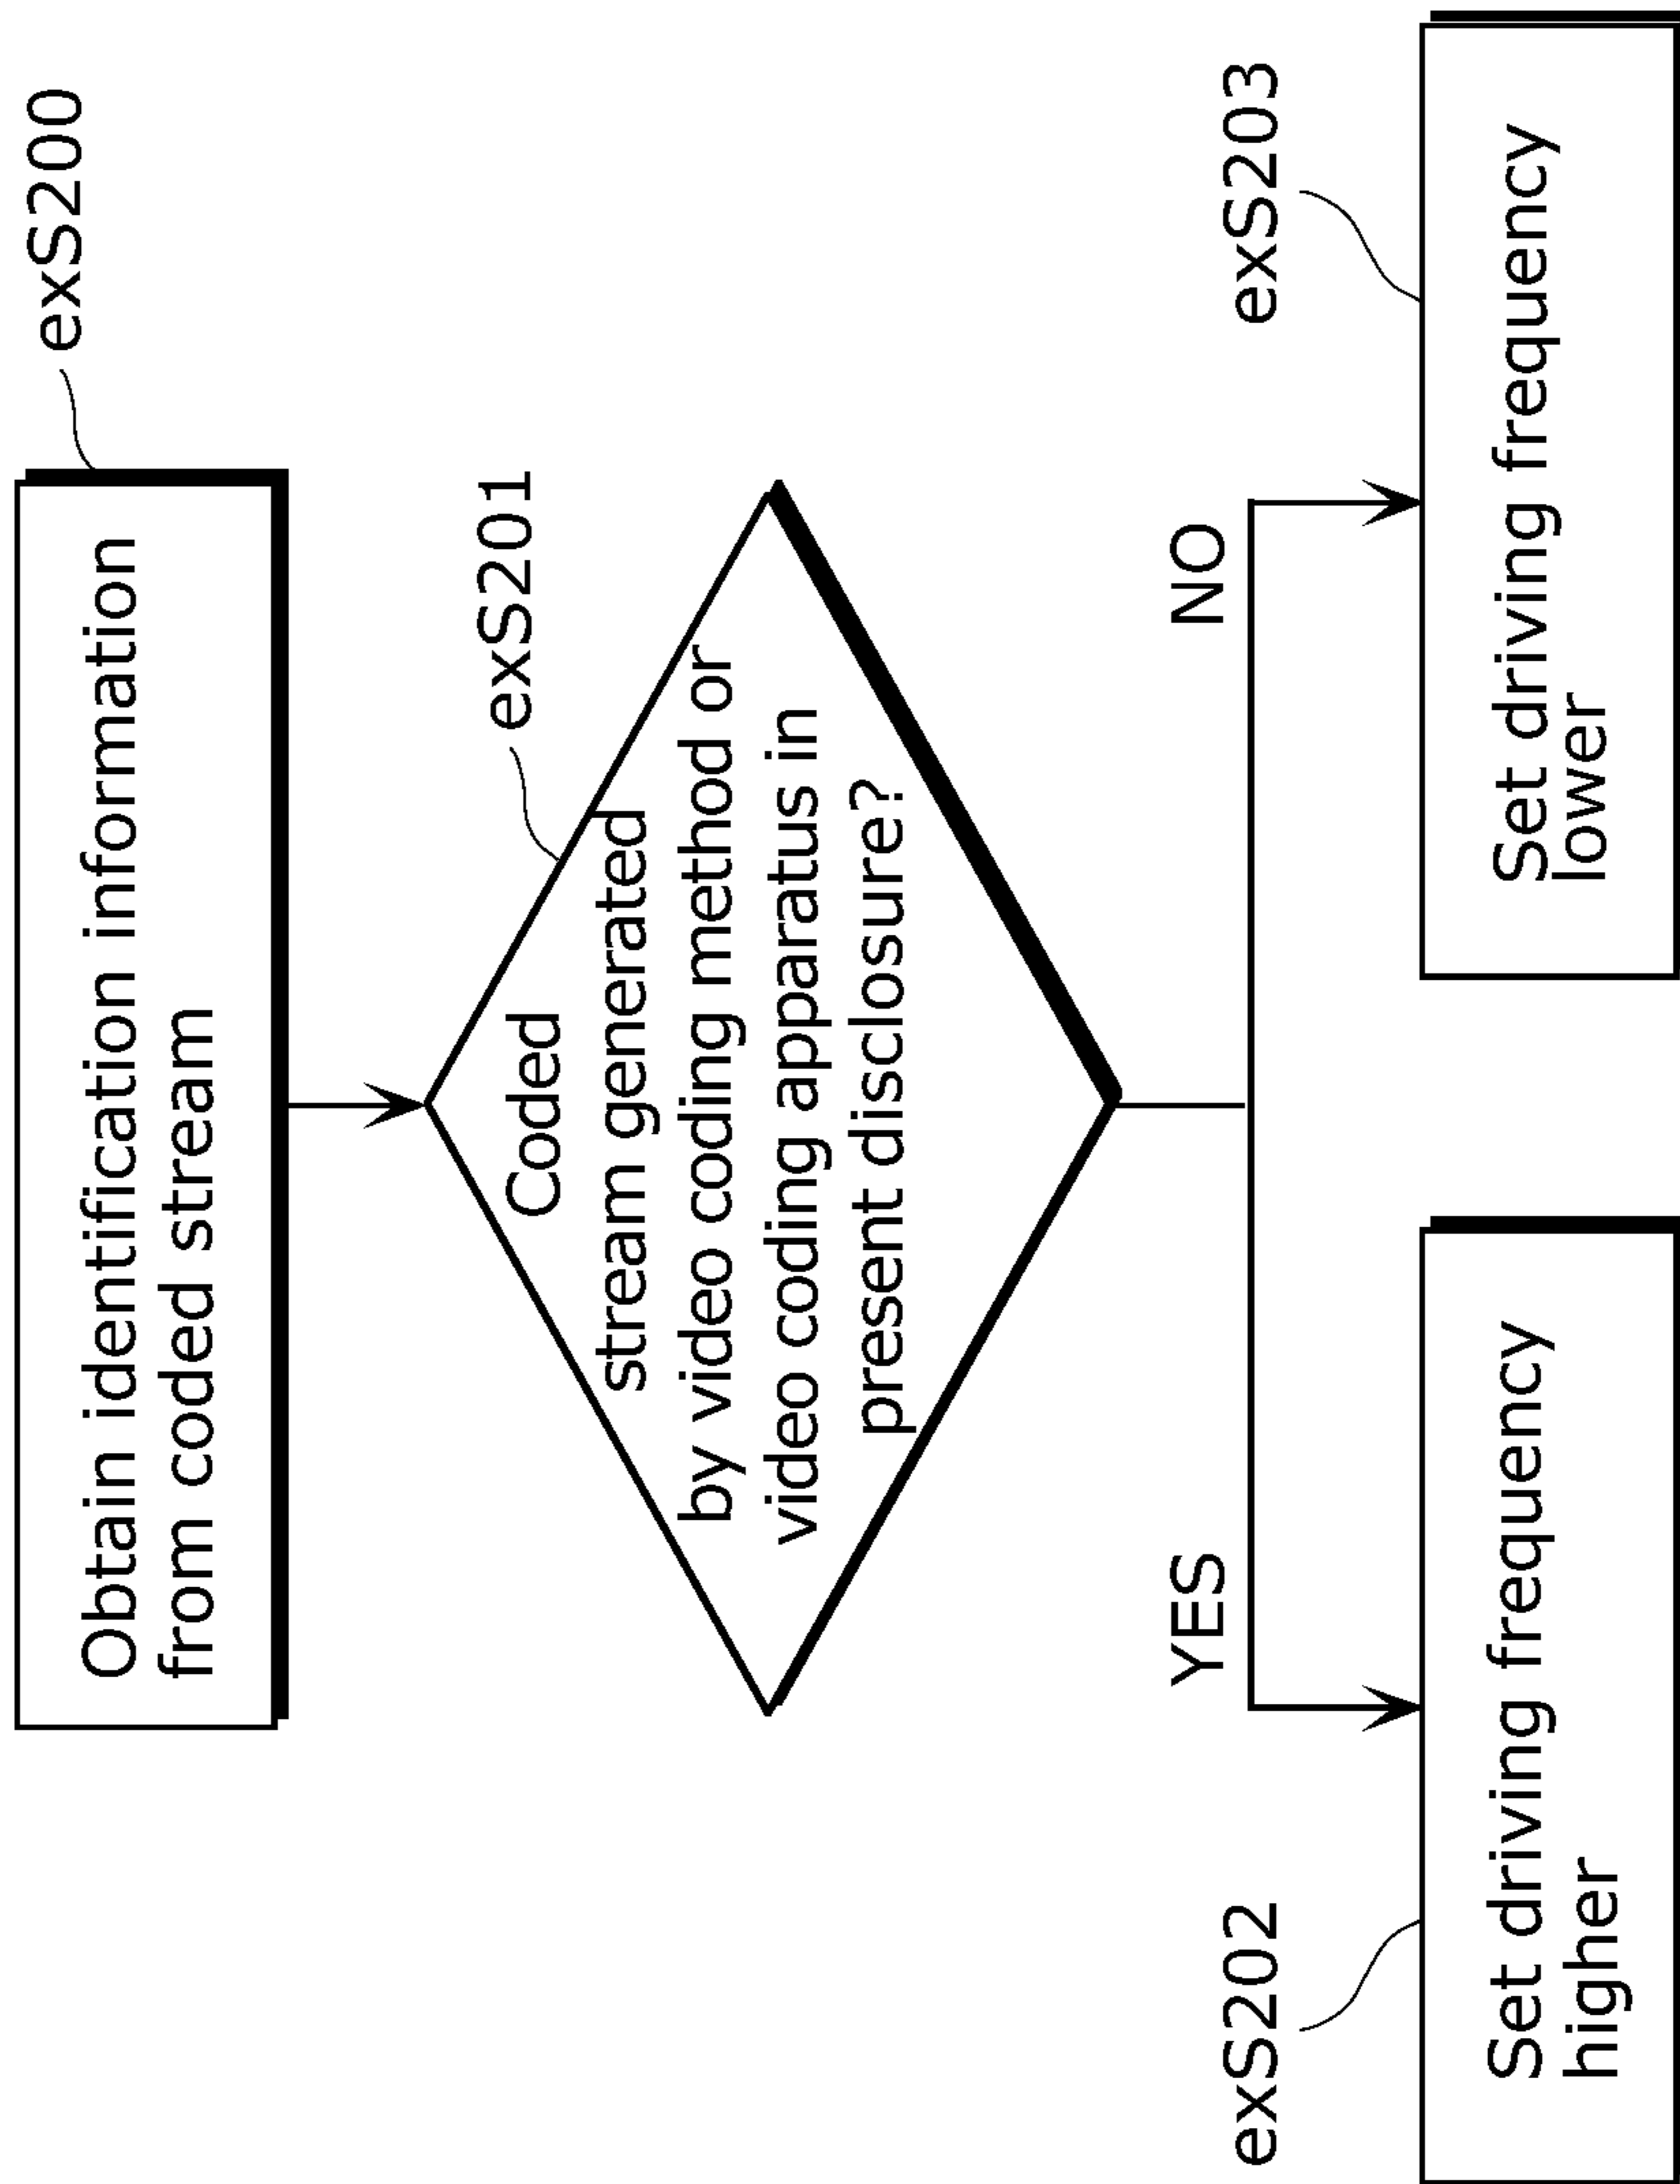 exS200
Obtain identification information
from coded stream
exS201
Coded
stream generated
by video coding method or
video coding apparatus in
present disclosure?
YES
NO
exS202
exS203
Set driving frequency
higher
Set driving frequency
lower